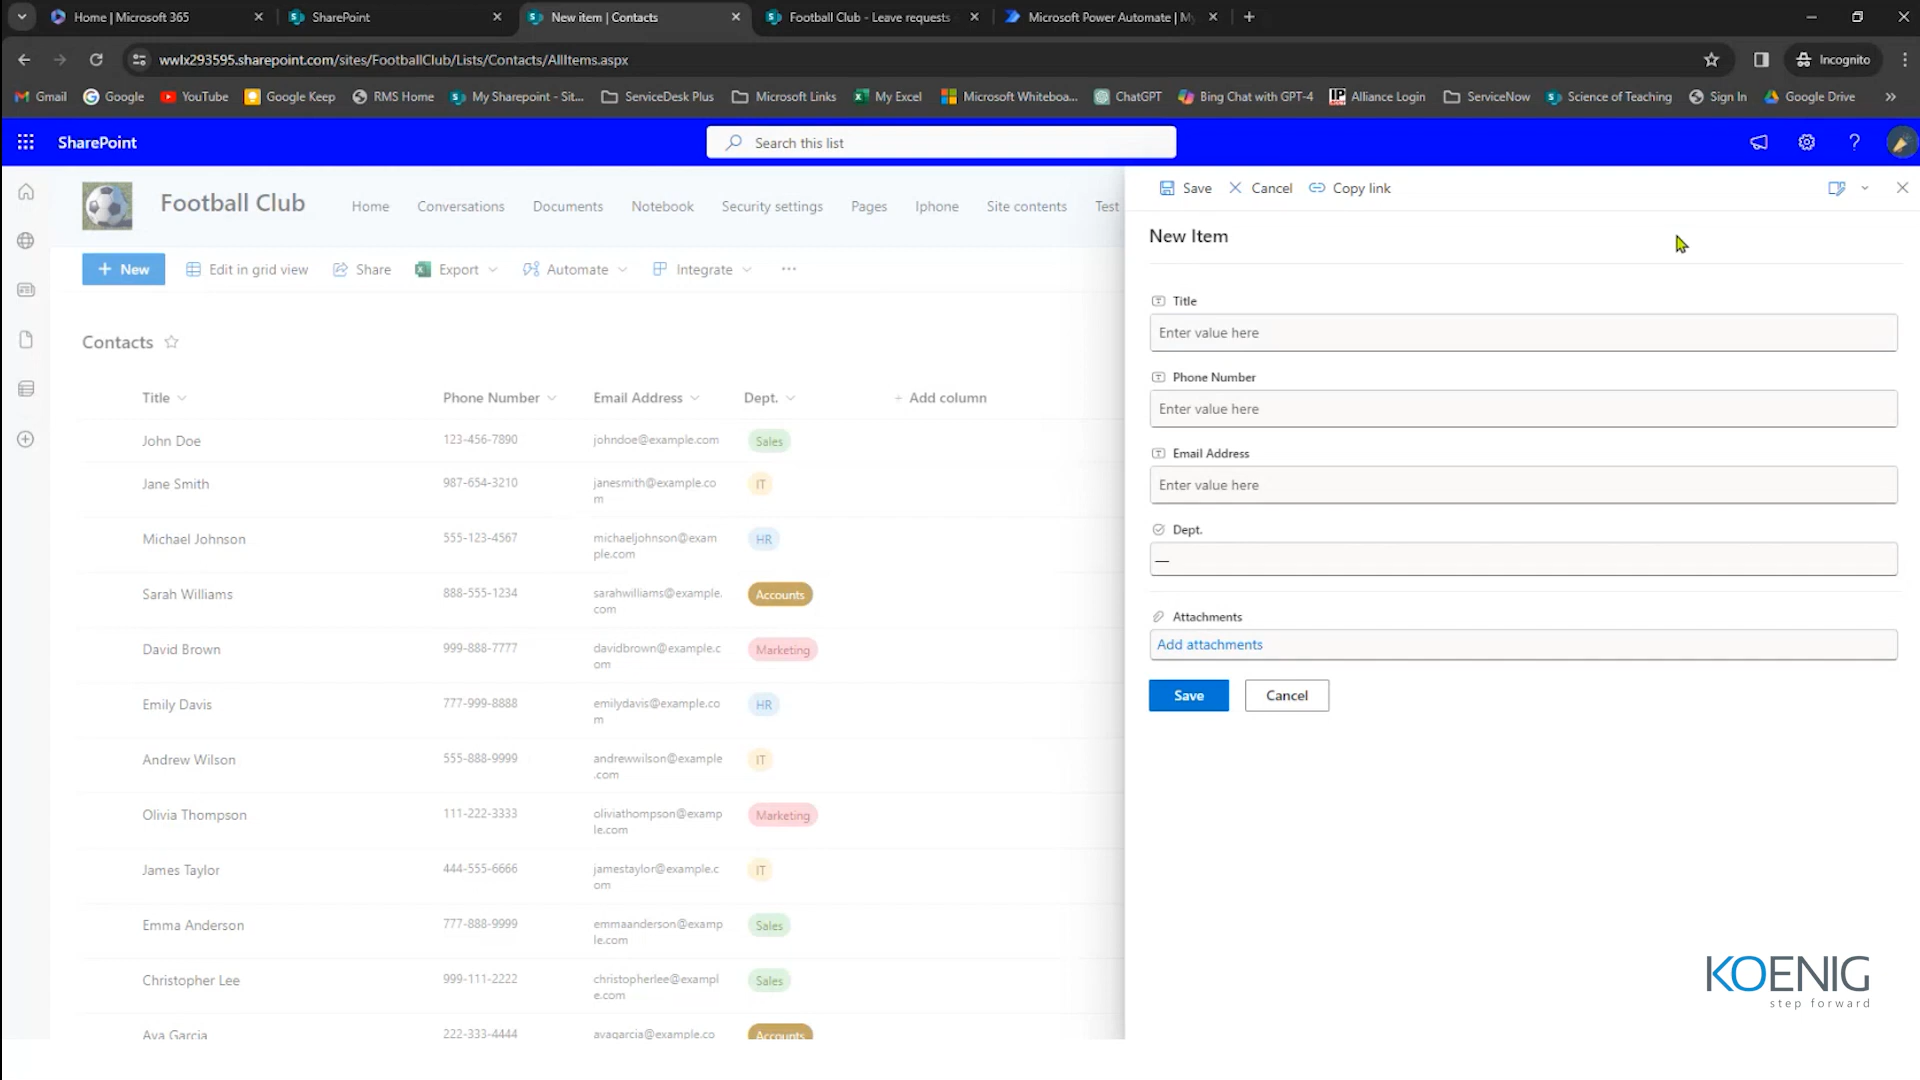 Home | Microsoft 365
SharePoint
New item | Contacts
Football Club - Leave requests
Microsoft Power Automate | My
wwlx293595.sharepoint.com/sites/FootballClub/Lists/Contacts/AllItems.aspx
Incognito
Gmail
Google
YouTube
Google Keep
RMS Home
My Sharepoint - Sit...
ServiceDesk Plus
Microsoft Links
My Excel
Microsoft Whiteboa...
ChatGPT
Bing Chat with GPT-4
Alliance Login
ServiceNow
Science of Teaching
Sign In
Google Drive
SharePoint
Search this list
Football Club
Home
Conversations
Documents
Notebook
Security settings
Pages
Iphone
Site contents
Test
+ New
Edit in grid view
Share
Export
Automate
Integrate
...
Contacts
Title
Phone Number
Email Address
Dept.
+ Add column
John Doe
123-456-7890
johndoe@example.com
Sales
Jane Smith
987-654-3210
janesmith@example.co
m
IT
Michael Johnson
555-123-4567
michaeljohnson@exam
ple.com
HR
Sarah Williams
888-555-1234
sarahwilliams@example.
com
Accounts
David Brown
999-888-7777
davidbrown@example.c
om
Marketing
Emily Davis
777-999-8888
emilydavis@example.co
m
HR
Andrew Wilson
555-888-9999
andrewwilson@example
.com
IT
Olivia Thompson
111-222-3333
oliviathompson@examp
le.com
Marketing
James Taylor
444-555-6666
jamestaylor@example.c
om
IT
Emma Anderson
777-888-9999
emmaanderson@examp
le.com
Sales
Christopher Lee
999-111-2222
christopherlee@exampl
e.com
Sales
Ava Garcia
222-333-4444
avagarcia@example.co
Accounts
Save
Cancel
Copy link
New Item
Title
Enter value here
Phone Number
Enter value here
Email Address
Enter value here
Dept.
—
Attachments
Add attachments
Save
Cancel
KOENIG
step forward